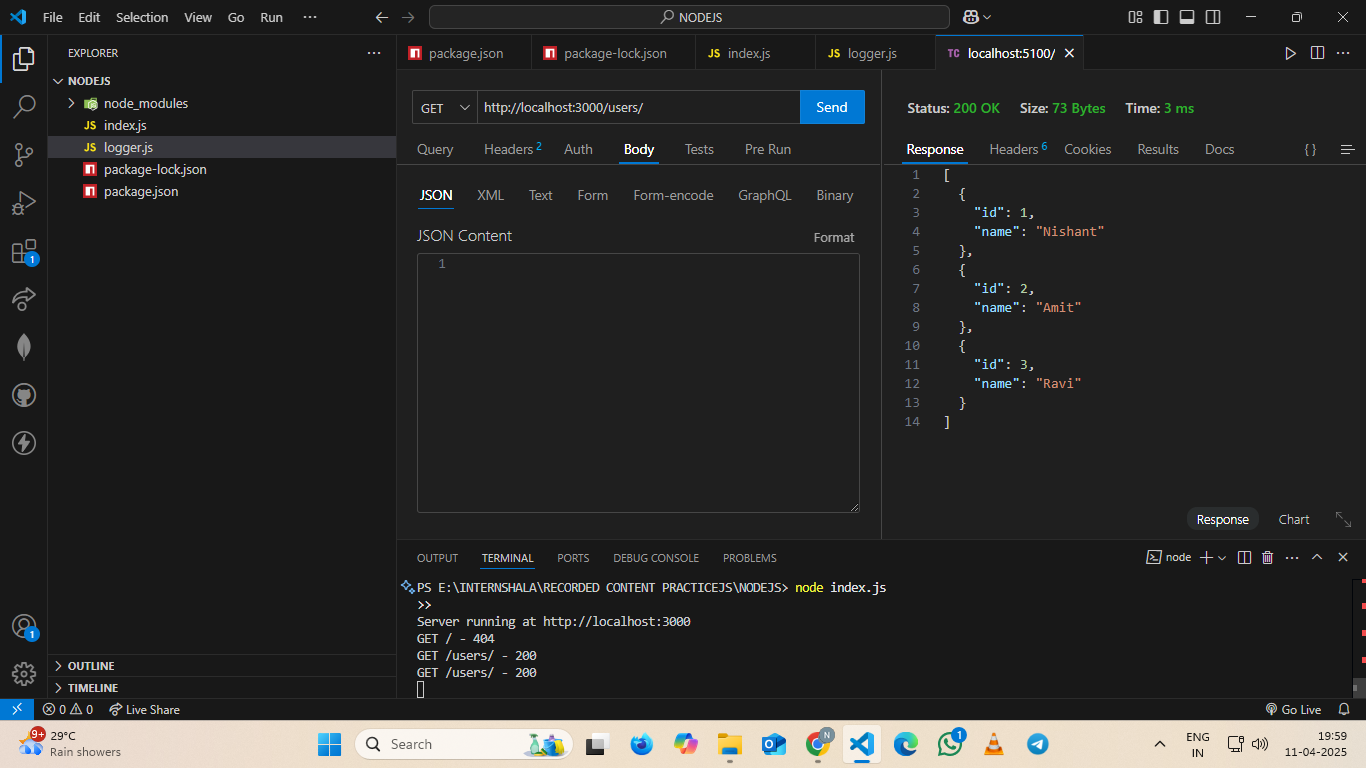 File Edit Selection View Go Run ··· NODEJS
EXPLORER ···
NODEJS
node_modules
JS index.js
JS logger.js
package-lock.json
package.json
OUTLINE
TIMELINE
1
1
package.json package-lock.json JS index.js JS logger.js TC localhost:5100/
GET http://localhost:3000/users/ Send
Query Headers 2 Auth Body Tests Pre Run
JSON XML Text Form Form-encode GraphQL Binary
JSON Content Format
1
Status: 200 OK Size: 73 Bytes Time: 3 ms
Response Headers 6 Cookies Results Docs { }
1 [
2 {
3 "id": 1,
4 "name": "Nishant"
5 },
6 {
7 "id": 2,
8 "name": "Amit"
9 },
10 {
11 "id": 3,
12 "name": "Ravi"
13 }
14 ]
Response Chart
OUTPUT TERMINAL PORTS DEBUG CONSOLE PROBLEMS node
PS E:\INTERNSHALA\RECORDED CONTENT PRACTICEJS\NODEJS> node index.js
>>
Server running at http://localhost:3000
GET / - 404
GET /users/ - 200
GET /users/ - 200
0 0 Live Share Go Live
9+ 29°C
Rain showers
Search
N
1
ENG
IN
19:59
11-04-2025